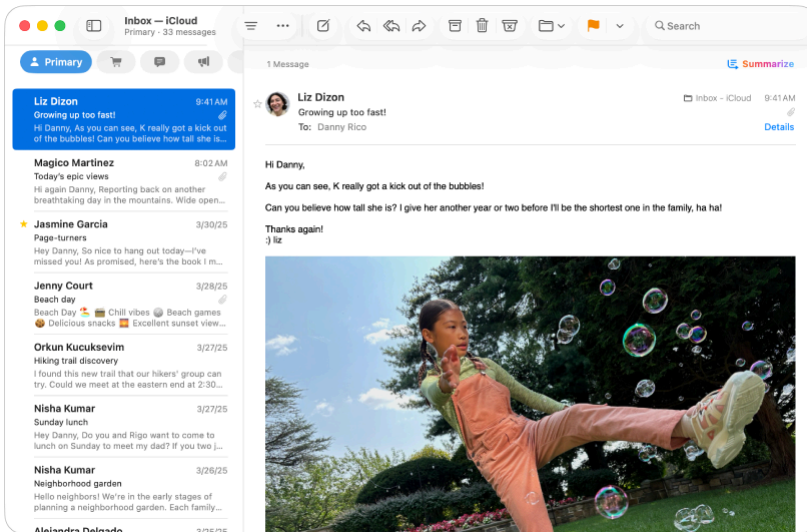 Inbox — iCloud
Primary · 33 messages
Search
Primary
Liz Dizon 9:41 AM
Growing up too fast!
Hi Danny, As you can see, K really got a kick out
of the bubbles! Can you believe how tall she is...
Magico Martinez 8:02 AM
Today's epic views
Hi again Danny, Reporting back on another
breathtaking day in the mountains. Wide open...
Jasmine Garcia 3/30/25
Page-turners
Hey Danny, So nice to hang out today—I've
missed you! As promised, here's the book I m...
Jenny Court 3/28/25
Beach day
Beach Day 🏖️ 📻 Chill vibes 🏐 Beach games
🍪 Delicious snacks 🌅 Excellent sunset view...
Orkun Kucuksevim 3/27/25
Hiking trail discovery
I found this new trail that our hikers' group can
try. Could we meet at the eastern end at 2:30...
Nisha Kumar 3/27/25
Sunday lunch
Hey Danny, Do you and Rigo want to come to
lunch on Sunday to meet my dad? If you two j...
Nisha Kumar 3/26/25
Neighborhood garden
Hello neighbors! We're in the early stages of
planning a neighborhood garden. Each family...
Alejandra Delgado 3/25/25
1 Message
Summarize
Liz Dizon
Inbox - iCloud 9:41 AM
Growing up too fast!
To: Danny Rico
Details
Hi Danny,
As you can see, K really got a kick out of the bubbles!
Can you believe how tall she is? I give her another year or two before I'll be the shortest one in the family, ha ha!
Thanks again!
:) liz